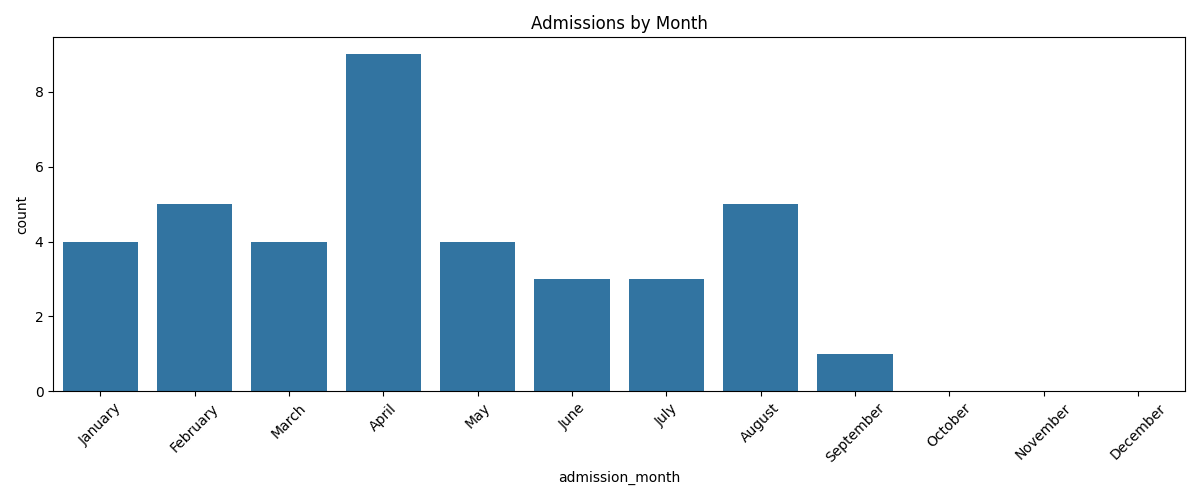 Admissions by Month
count
8
6
4
2
0
January
February
March
April
May
June
July
August
September
October
November
December
admission_month